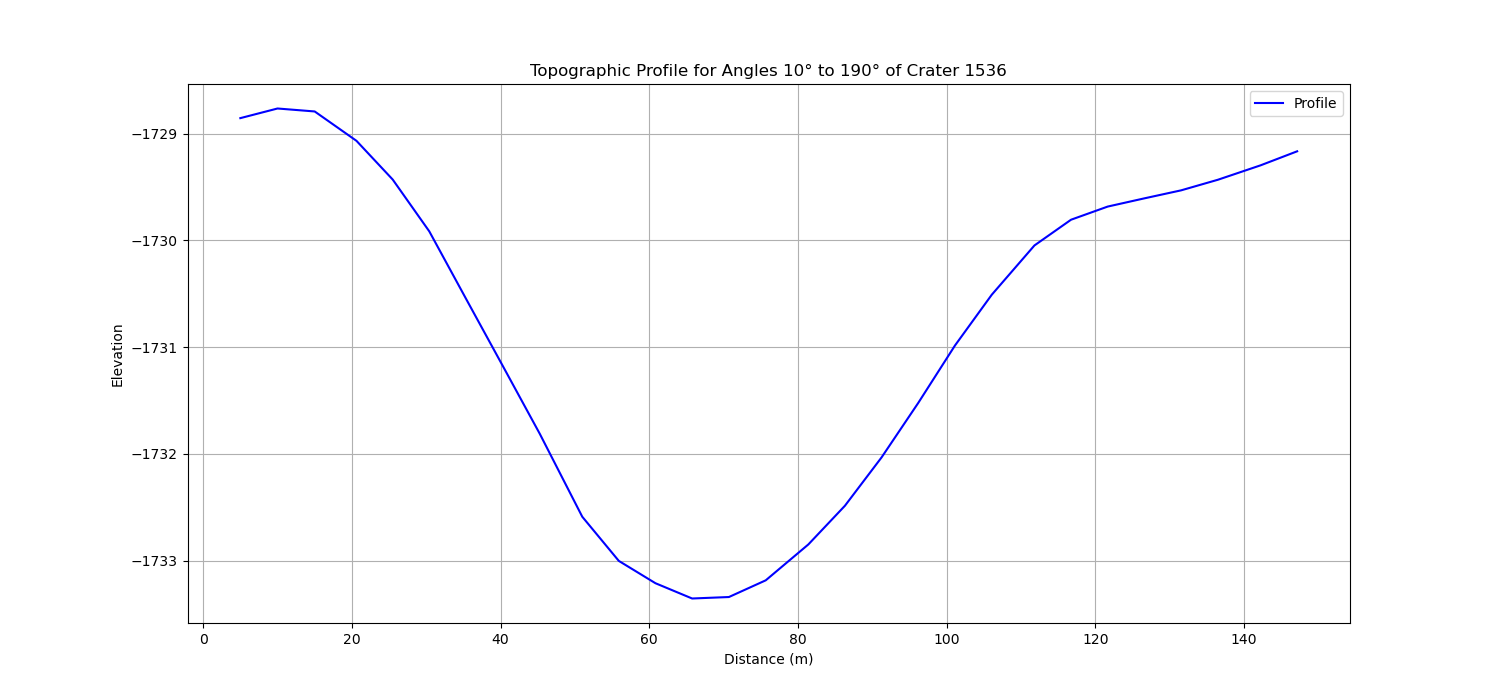 Topographic Profile for Angles 10° to 190° of Crater 1536
Profile
−1729
−1730
−1731
−1732
−1733
Elevation
0 20 40 60 80 100 120 140
Distance (m)